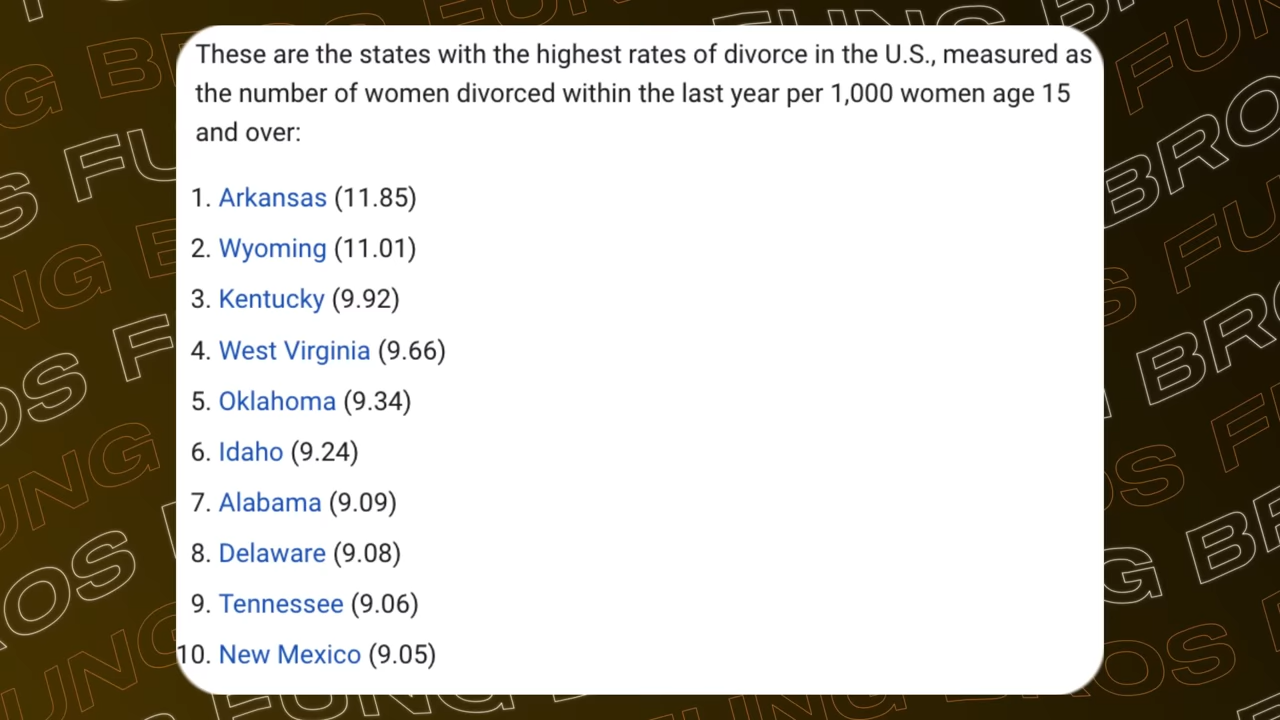 These are the states with the highest rates of divorce in the U.S., measured as
the number of women divorced within the last year per 1,000 women age 15
and over:
1. Arkansas (11.85)
2. Wyoming (11.01)
3. Kentucky (9.92)
4. West Virginia (9.66)
5. Oklahoma (9.34)
6. Idaho (9.24)
7. Alabama (9.09)
8. Delaware (9.08)
9. Tennessee (9.06)
10. New Mexico (9.05)